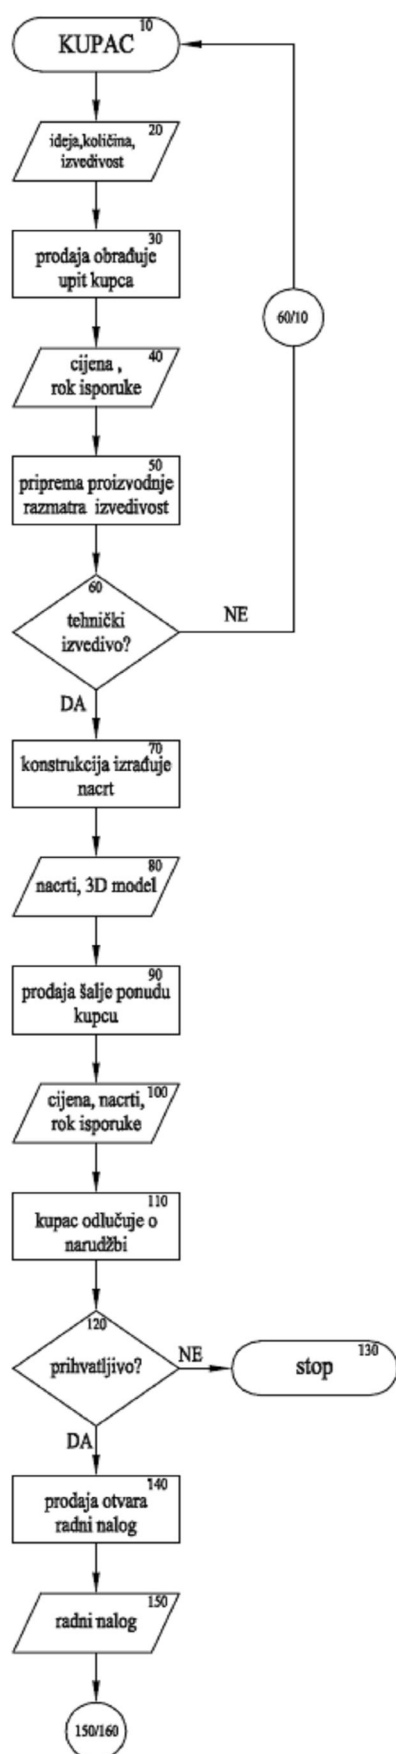 10
KUPAC
20
ideja,količina,
izvedivost
30
prodaja obrađuje
upit kupca
60/10
40
cijena ,
rok isporuke
50
priprema proizvodnje
razmatra izvedivost
60
tehnički
izvedivo?
NE
DA
70
konstrukcija izrađuje
nacrt
80
nacrti, 3D model
90
prodaja šalje ponudu
kupcu
100
cijena, nacrti,
rok isporuke
110
kupac odlučuje o
narudžbi
120
prihvatljivo?
NE
130
stop
DA
140
prodaja otvara
radni nalog
150
radni nalog
150/160